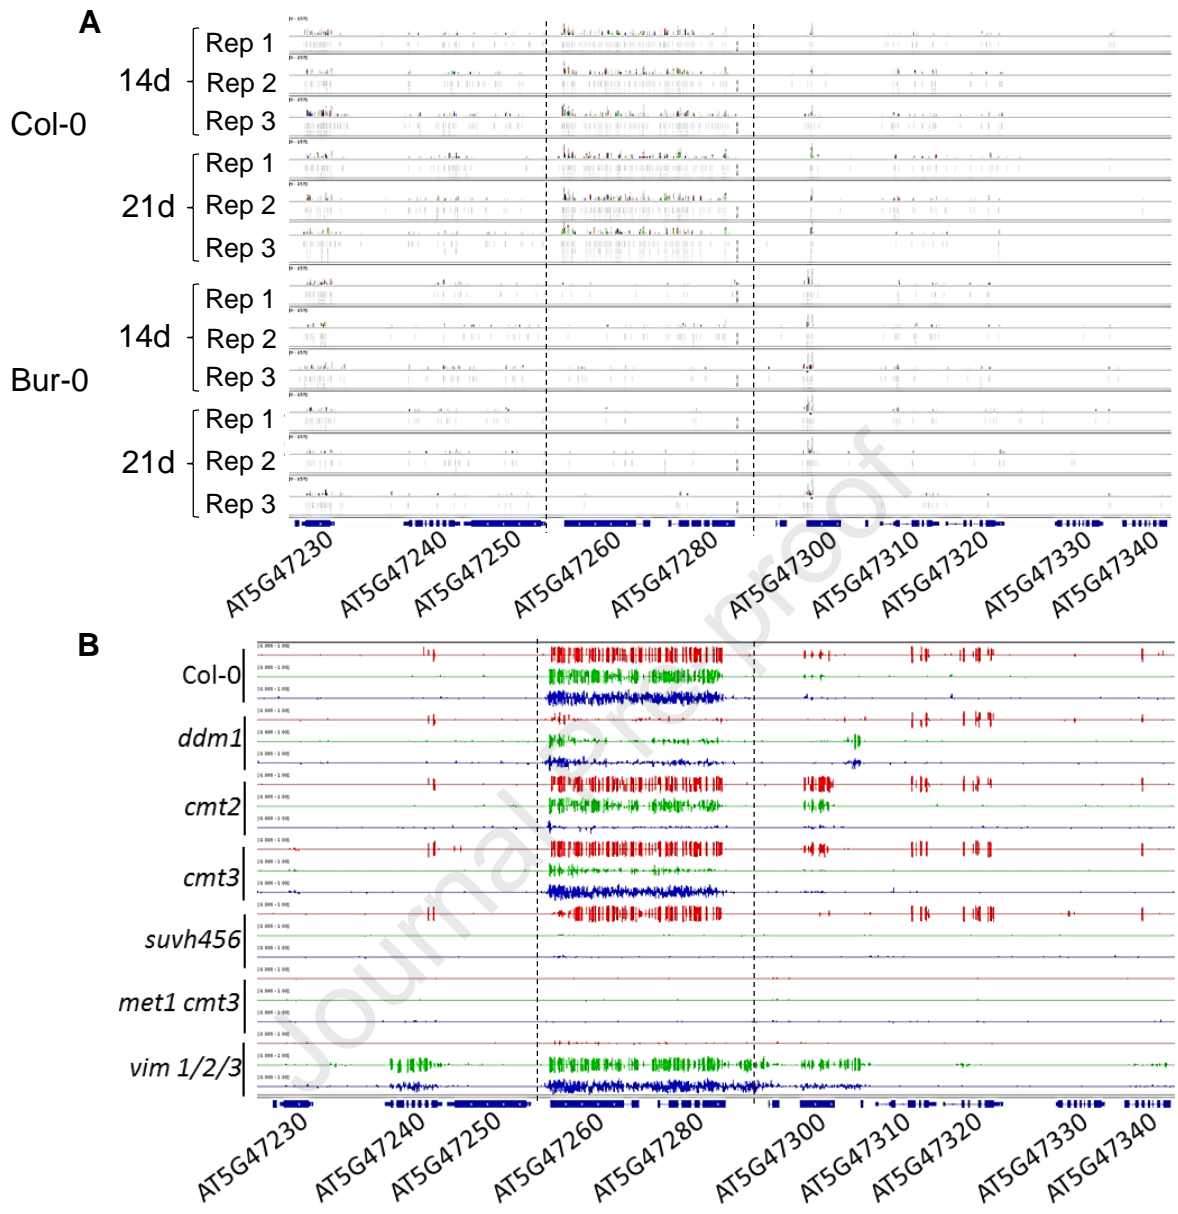 A
Col-0
14d
Rep 1
Rep 2
Rep 3
21d
Rep 1
Rep 2
Rep 3
Bur-0
14d
Rep 1
Rep 2
Rep 3
21d
Rep 1
Rep 2
Rep 3
AT5G47230
AT5G47240
AT5G47250
AT5G47260
AT5G47280
AT5G47300
AT5G47310
AT5G47320
AT5G47330
AT5G47340
B
Col-0
ddm1
cmt2
cmt3
suvh456
met1 cmt3
vim 1/2/3
AT5G47230
AT5G47240
AT5G47250
AT5G47260
AT5G47280
AT5G47300
AT5G47310
AT5G47320
AT5G47330
AT5G47340
Journal Pre-proof